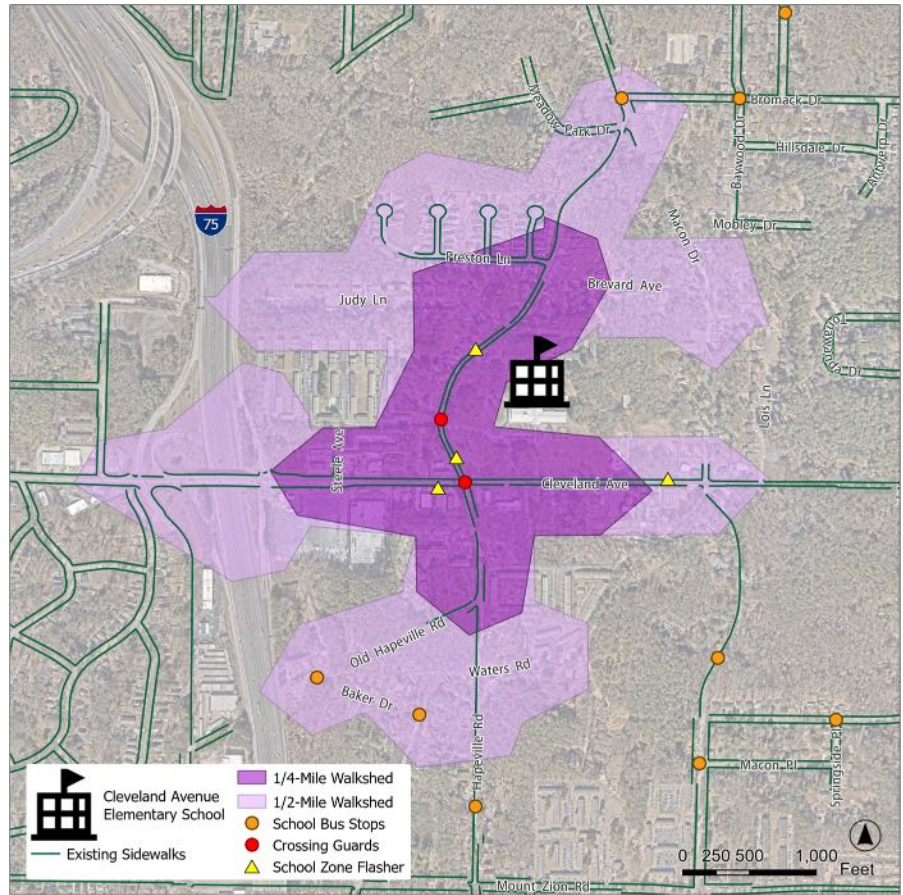 Bromack Dr
Meadow Park Dr
Baywood Dr
Hillsdale Dr
Antwerp Dr
75
Macon Dr
Mobley Dr
Preston Ln
Brevard Ave
Judy Ln
Lois Ln
Steele Ave
Cleveland Ave
Old Hapeville Rd
Waters Rd
Baker Dr
Hapeville Rd
Macon Pl
Springside Pl
Mount Zion Rd
Cleveland Avenue
Elementary School
Existing Sidewalks
1/4-Mile Walkshed
1/2-Mile Walkshed
School Bus Stops
Crossing Guards
School Zone Flasher
0 250 500 1,000
Feet